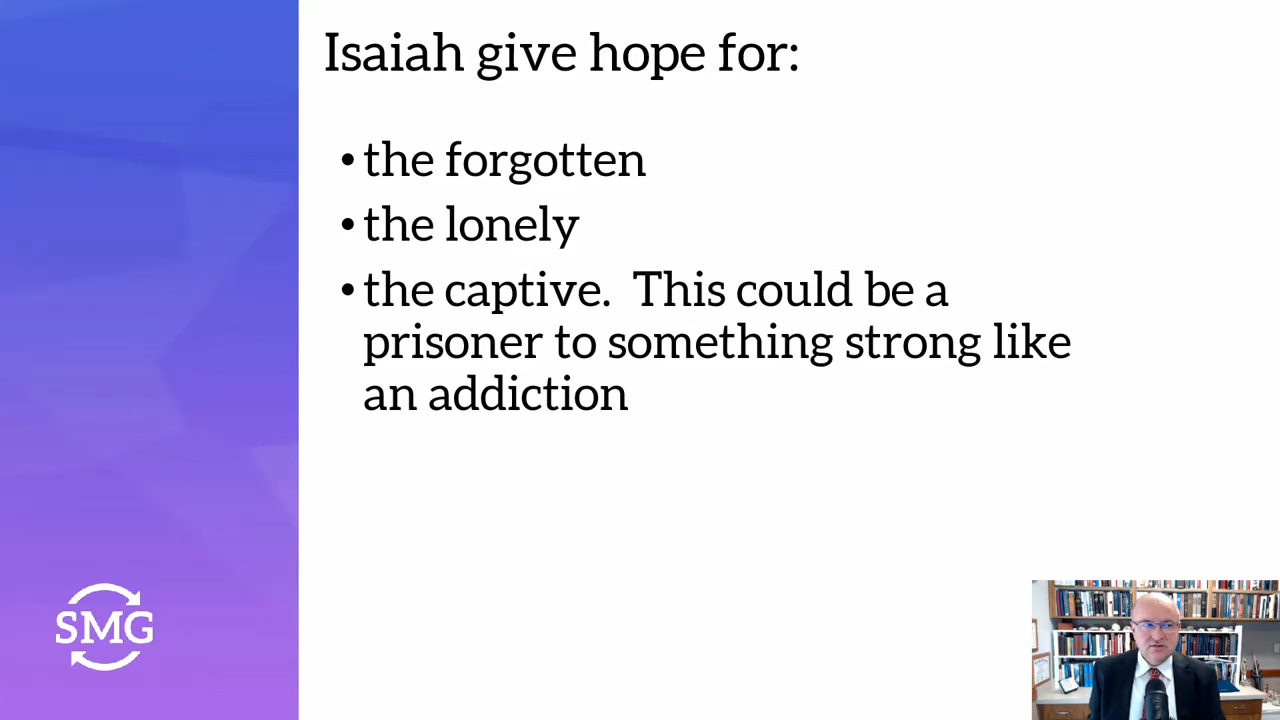 Isaiah give hope for:
• the forgotten
• the lonely
• the captive.  This could be a
prisoner to something strong like
an addiction
SMG